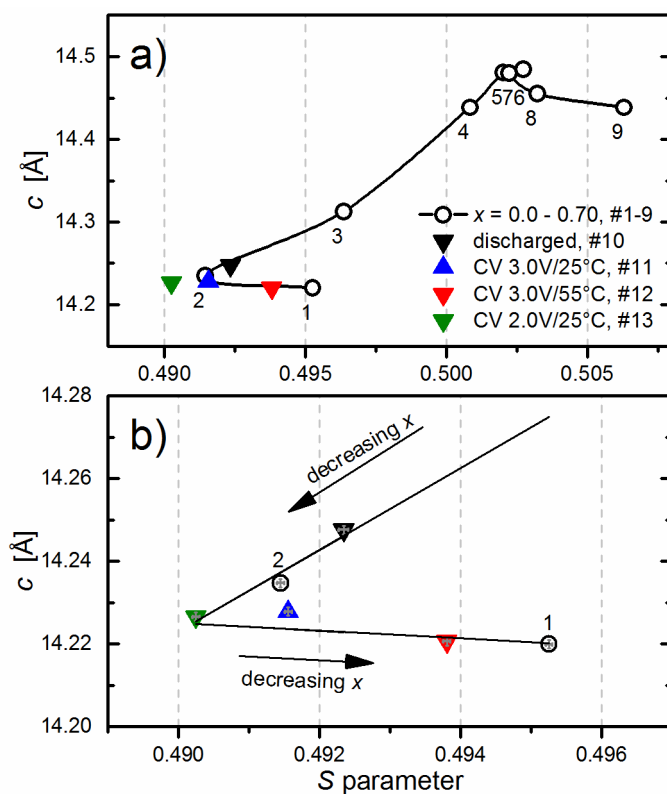 a)
14.5
14.4
14.3
14.2
c [Å]
576
4
8
9
3
2
1
x = 0.0 - 0.70, #1-9
discharged, #10
CV 3.0V/25°C, #11
CV 3.0V/55°C, #12
CV 2.0V/25°C, #13
0.490 0.495 0.500 0.505
b)
14.28
14.26
14.24
14.22
14.20
c [Å]
decreasing x
2
1
decreasing x
0.490 0.492 0.494 0.496
S parameter